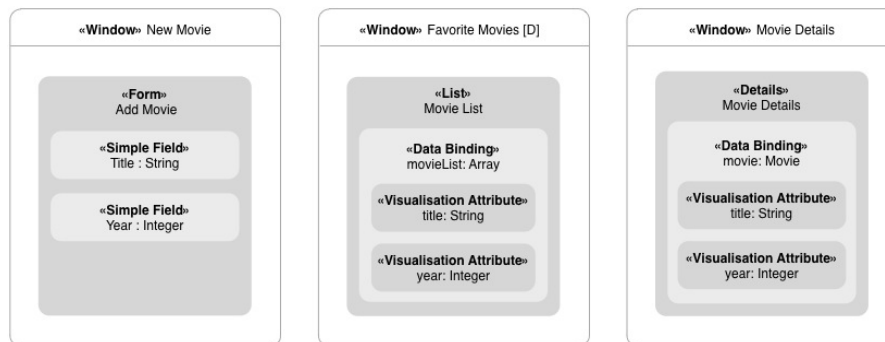 «Window» New Movie
«Form»
Add Movie
«Simple Field»
Title : String
«Simple Field»
Year : Integer
«Window» Favorite Movies [D]
«List»
Movie List
«Data Binding»
movieList: Array
«Visualisation Attribute»
title: String
«Visualisation Attribute»
year: Integer
«Window» Movie Details
«Details»
Movie Details
«Data Binding»
movie: Movie
«Visualisation Attribute»
title: String
«Visualisation Attribute»
year: Integer